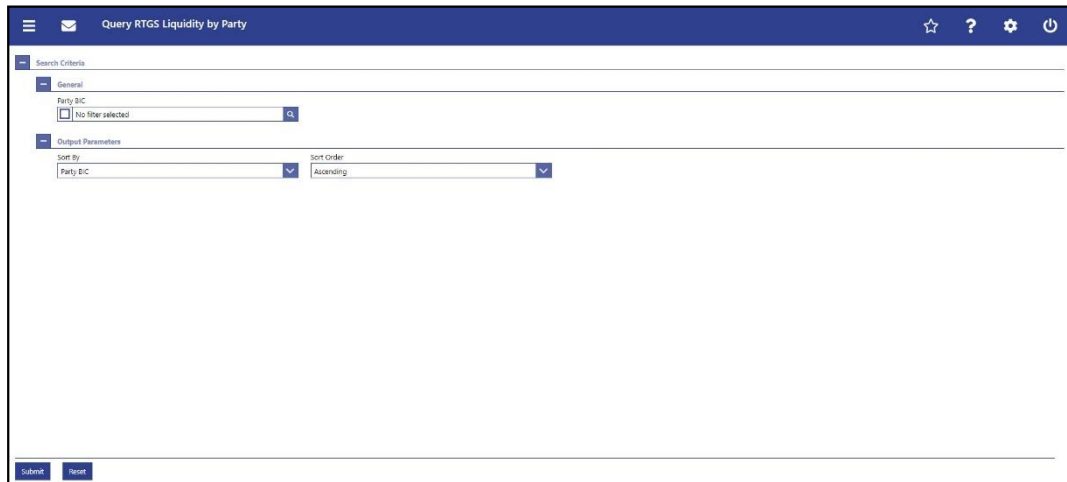 Query RTGS Liquidity by Party
Search Criteria
General
Party BIC
No filter selected
Output Parameters
Sort By Sort Order
Party BIC Ascending
Submit Reset